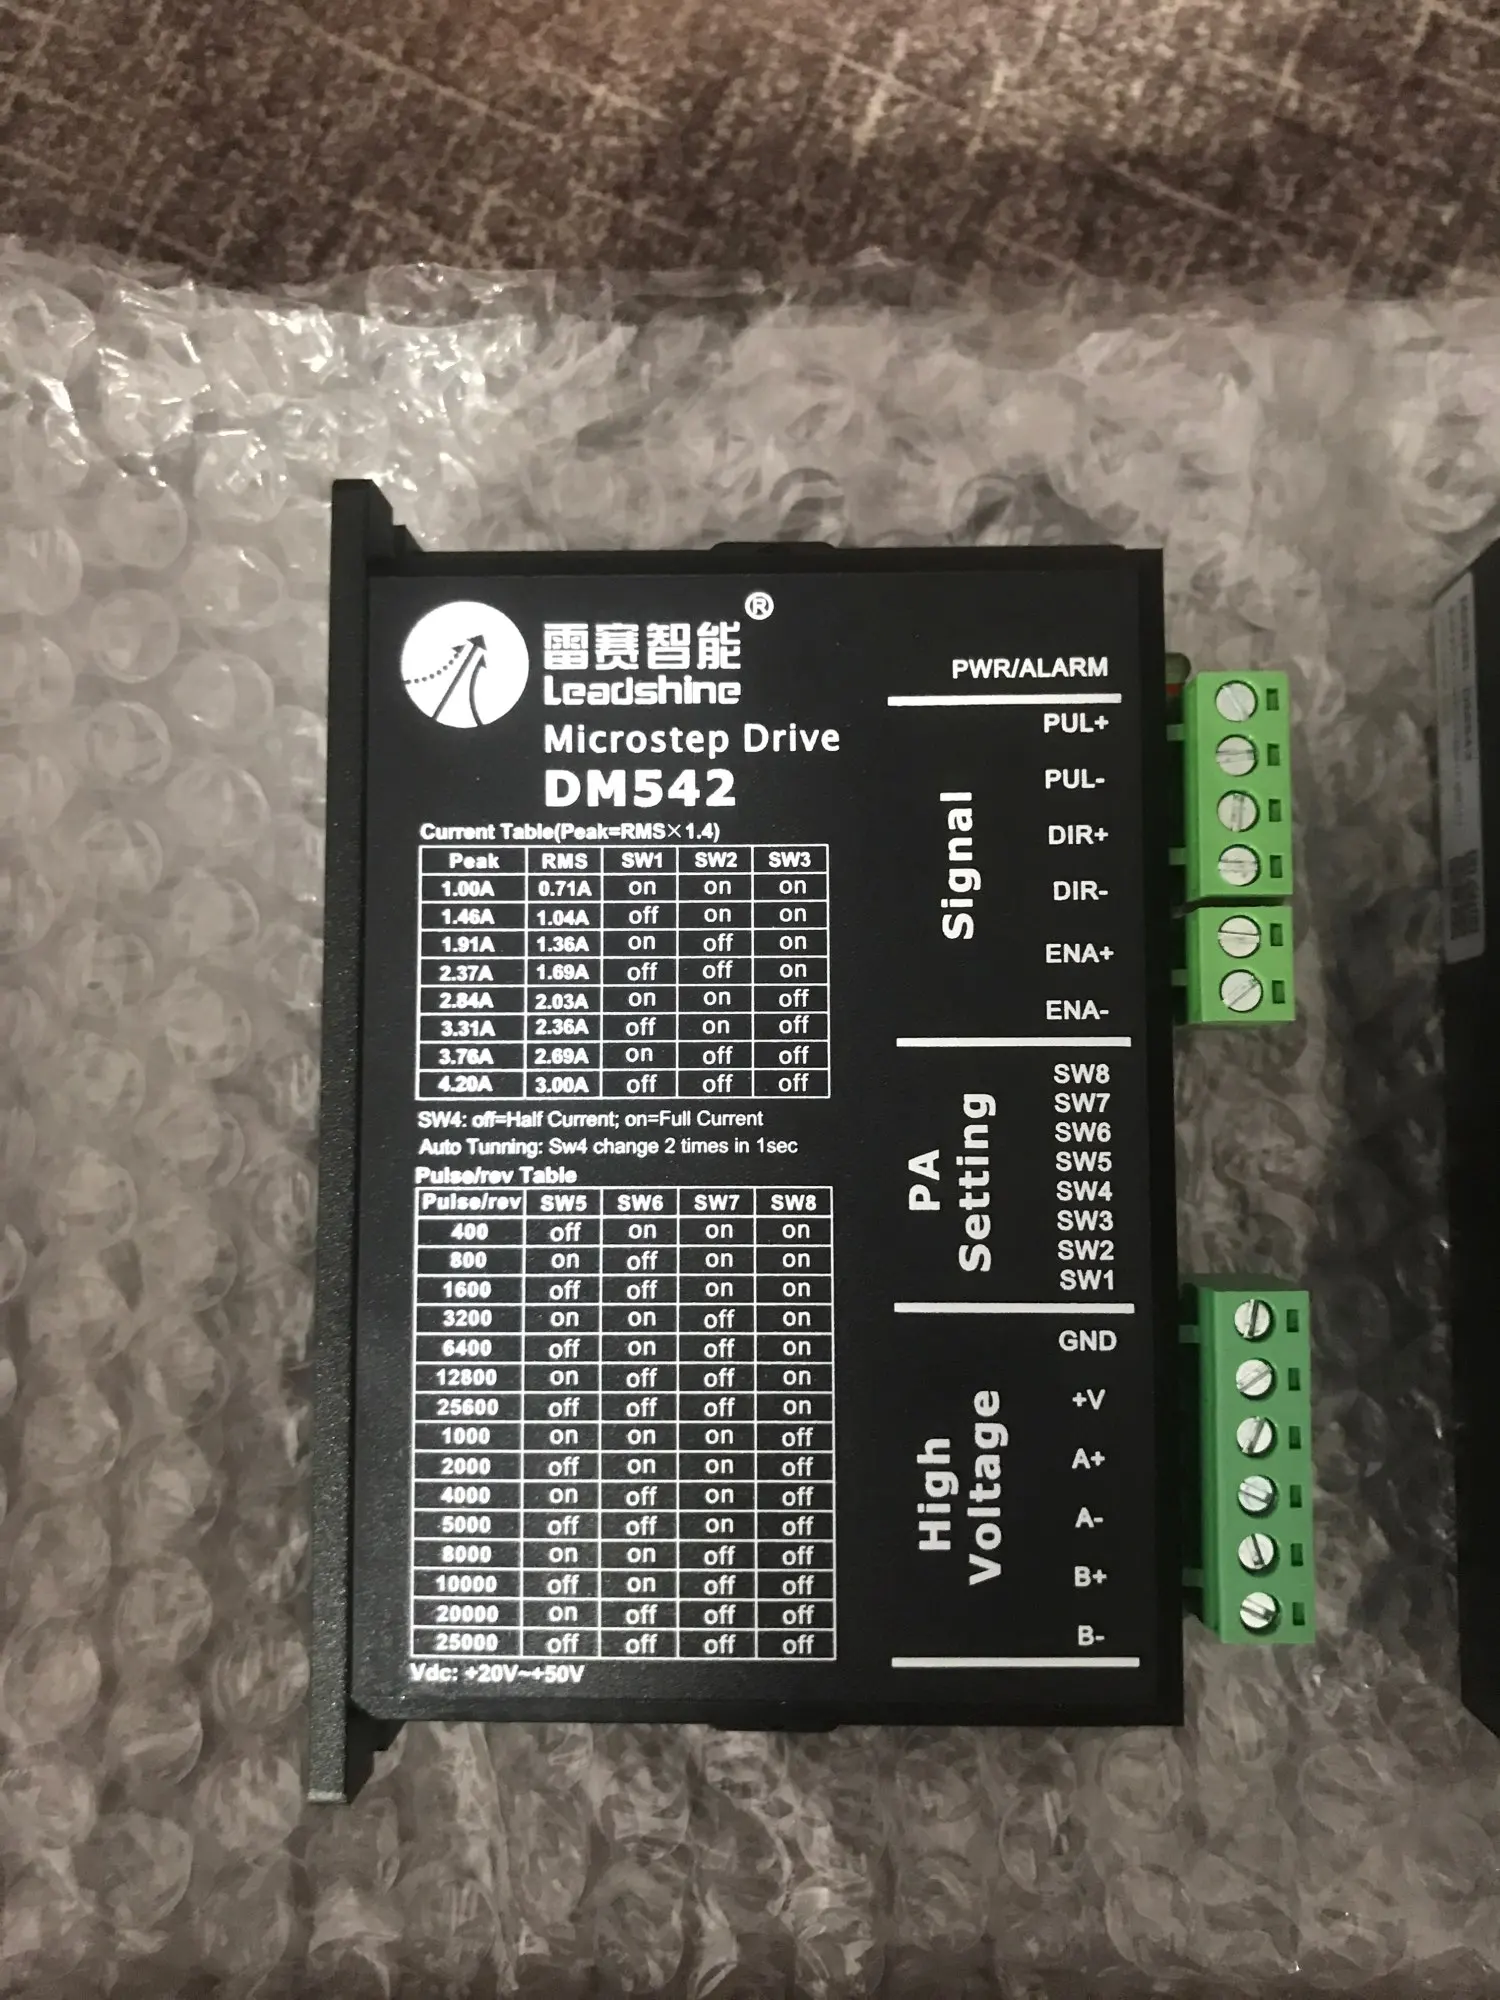 雷赛智能®
Leadshine
Microstep Drive
DM542
Current Table(Peak=RMS×1.4)
Peak RMS SW1 SW2 SW3
1.00A 0.71A on on on
1.46A 1.04A off on on
1.91A 1.36A on off on
2.37A 1.69A off off on
2.84A 2.03A on on off
3.31A 2.36A off on off
3.76A 2.69A on off off
4.20A 3.00A off off off
SW4: off=Half Current; on=Full Current
Auto Tunning: Sw4 change 2 times in 1sec
Pulse/rev Table
Pulse/rev SW5 SW6 SW7 SW8
400 off on on on
800 on off on on
1600 off off on on
3200 on on off on
6400 off on off on
12800 on off off on
25600 off off off on
1000 on on on off
2000 off on on off
4000 on off on off
5000 off off on off
8000 on on off off
10000 off on off off
20000 on off off off
25000 off off off off
Vdc: +20V~+50V
PWR/ALARM
Signal
PUL+
PUL-
DIR+
DIR-
ENA+
ENA-
PA
Setting
SW8
SW7
SW6
SW5
SW4
SW3
SW2
SW1
High
Voltage
GND
+V
A+
A-
B+
B-